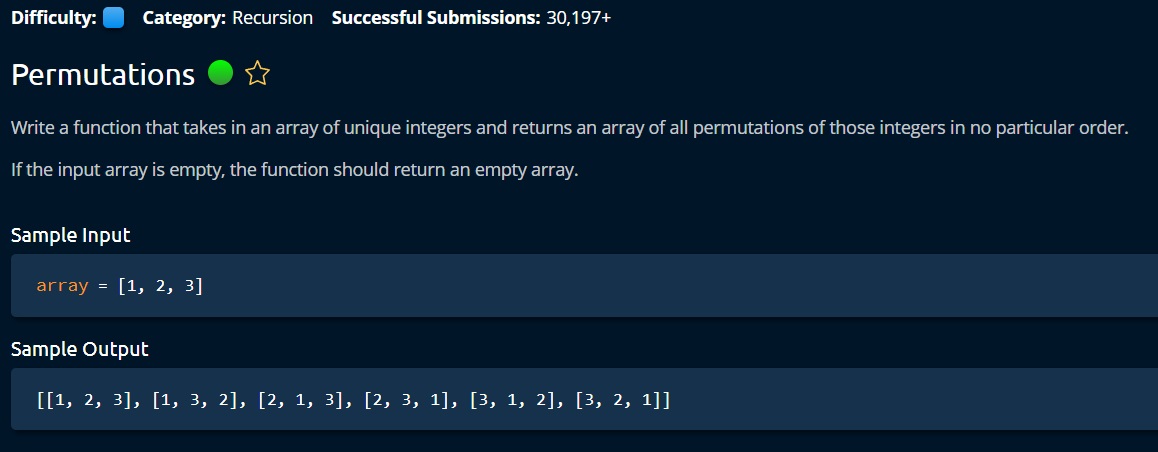 Difficulty: Category: Recursion Successful Submissions: 30,197+
Permutations
Write a function that takes in an array of unique integers and returns an array of all permutations of those integers in no particular order.
If the input array is empty, the function should return an empty array.
Sample Input
array = [1, 2, 3]
Sample Output
[[1, 2, 3], [1, 3, 2], [2, 1, 3], [2, 3, 1], [3, 1, 2], [3, 2, 1]]